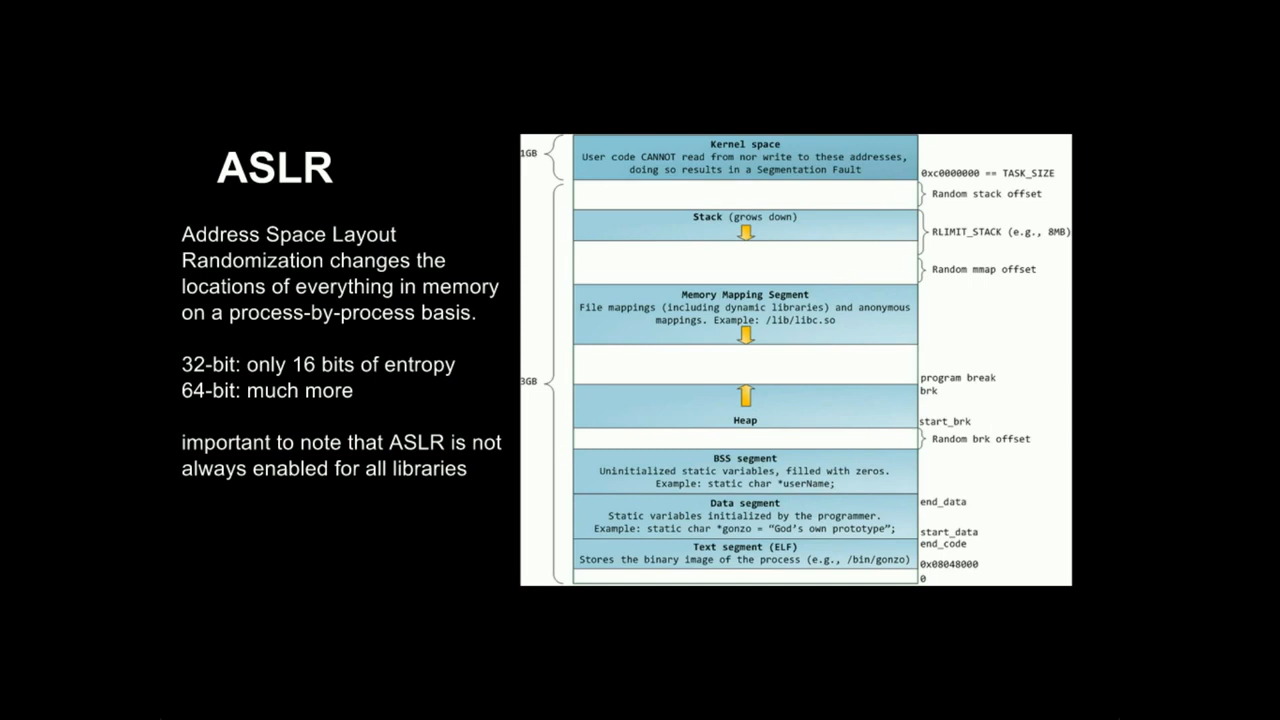 ASLR
Address Space Layout
Randomization changes the
locations of everything in memory
on a process-by-process basis.
32-bit: only 16 bits of entropy
64-bit: much more
important to note that ASLR is not
always enabled for all libraries
1GB
Kernel space
User code CANNOT read from nor write to these addresses,
doing so results in a Segmentation Fault
0xc0000000 == TASK_SIZE
Random stack offset
Stack (grows down)
RLIMIT_STACK (e.g., 8MB)
Random mmap offset
Memory Mapping Segment
File mappings (including dynamic libraries) and anonymous
mappings. Example: /lib/libc.so
3GB
program break
brk
Heap
start_brk
Random brk offset
BSS segment
Uninitialized static variables, filled with zeros.
Example: static char *userName;
Data segment
Static variables initialized by the programmer.
Example: static char *gonzo = “God’s own prototype”;
end_data
start_data
end_code
Text segment (ELF)
Stores the binary image of the process (e.g., /bin/gonzo)
0x08048000
0